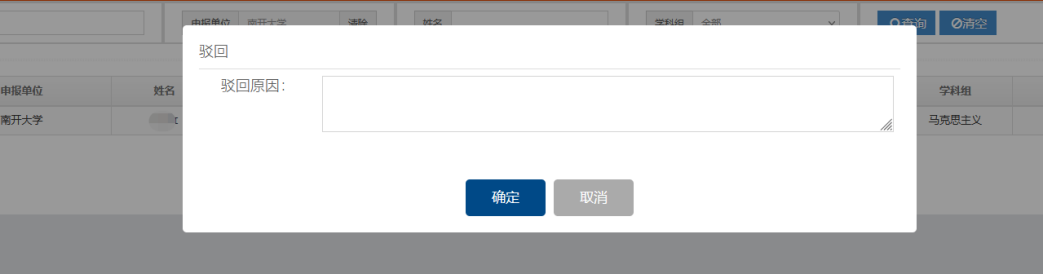 申报单位 南开大学 清除 姓名 学科组 全部 查询 清空
驳回
驳回原因：
申报单位 姓名 学科组
南开大学 马克思主义
确定 取消